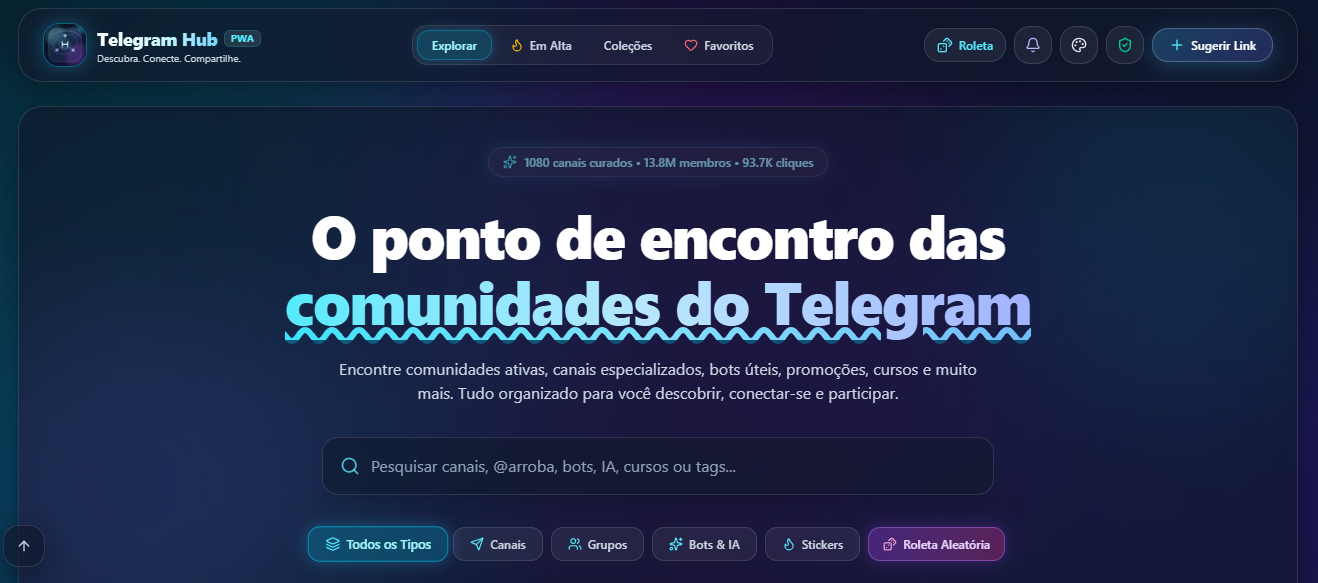 Telegram Hub PWA
Descubra. Conecte. Compartilhe.
Explorar
Em Alta
Coleções
Favoritos
Roleta
Sugerir Link
H
1080 canais curados • 13.8M membros • 93.7K cliques
O ponto de encontro das
comunidades do Telegram
Encontre comunidades ativas, canais especializados, bots úteis, promoções, cursos e muito
mais. Tudo organizado para você descobrir, conectar-se e participar.
Pesquisar canais, @arroba, bots, IA, cursos ou tags...
Todos os Tipos
Canais
Grupos
Bots & IA
Stickers
Roleta Aleatória